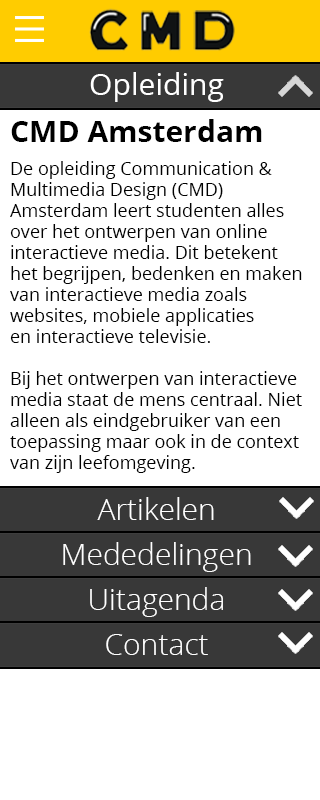 CMD
Opleiding
CMD Amsterdam
De opleiding Communication &
Multimedia Design (CMD)
Amsterdam leert studenten alles
over het ontwerpen van online
interactieve media. Dit betekent
het begrijpen, bedenken en maken
van interactieve media zoals
websites, mobiele applicaties
en interactieve televisie.
Bij het ontwerpen van interactieve
media staat de mens centraal. Niet
alleen als eindgebruiker van een
toepassing maar ook in de context
van zijn leefomgeving.
Artikelen
Mededelingen
Uitagenda
Contact